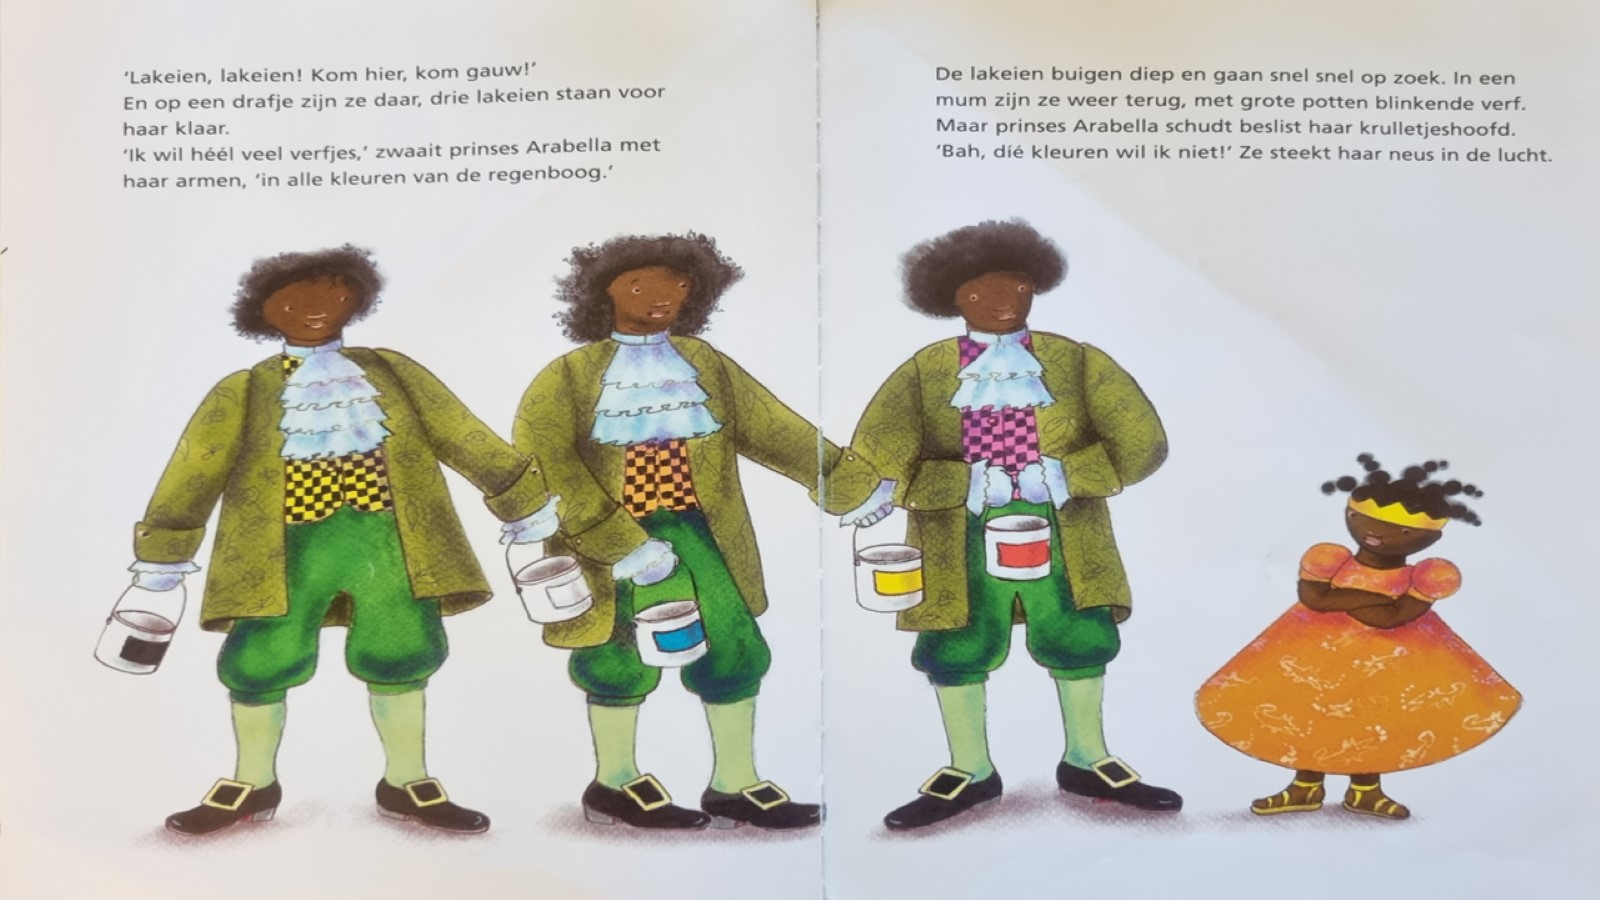 ‘Lakeien, lakeien! Kom hier, kom gauw!’
En op een drafje zijn ze daar, drie lakeien staan voor
haar klaar.
‘Ik wil héél veel verfjes,’ zwaait prinses Arabella met
haar armen, ‘in alle kleuren van de regenboog.’
De lakeien buigen diep en gaan snel snel op zoek. In een
mum zijn ze weer terug, met grote potten blinkende verf.
Maar prinses Arabella schudt beslist haar krulletjeshoofd.
‘Bah, díé kleuren wil ik niet!’ Ze steekt haar neus in de lucht.